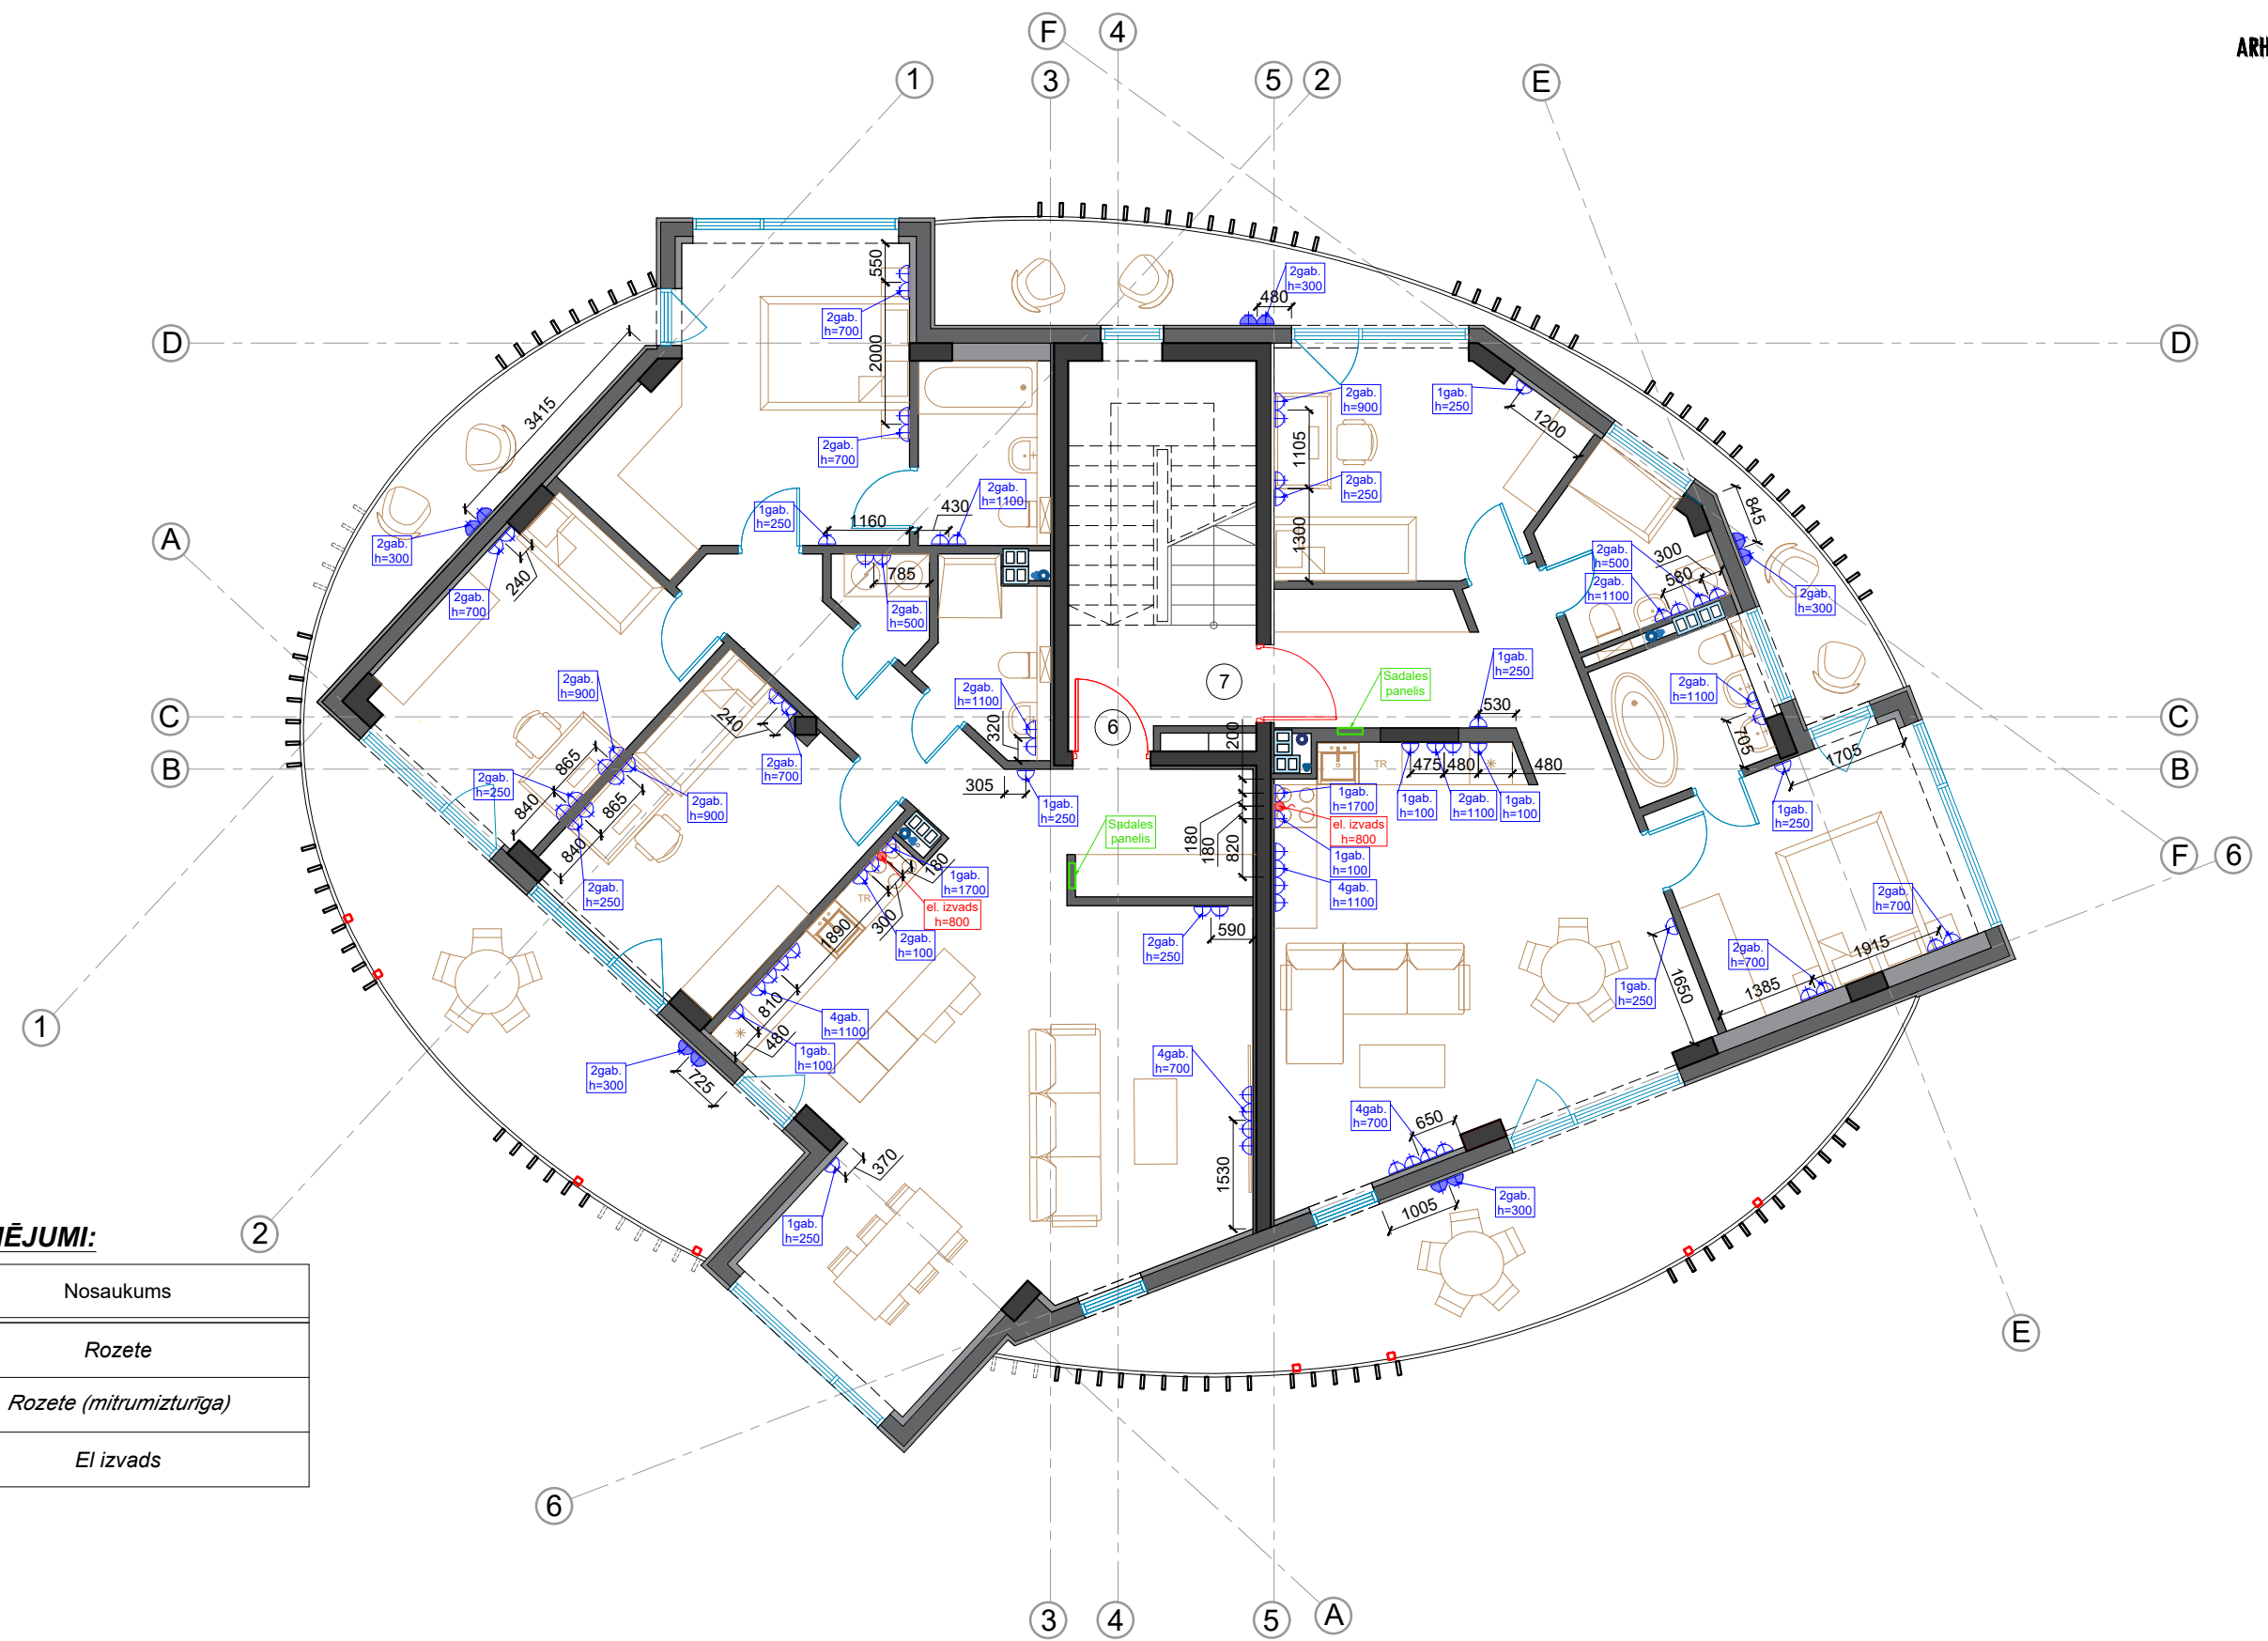 F
4
ARH
1
3
5
2
E
550
2gab.
h=300
480
2gab.
h=700
D
D
2000
3415
2gab.
h=900
1gab.
h=250
1200
1105
2gab.
h=700
2gab.
h=250
2gab.
h=1100
430
1gab.
h=250
1160
845
1300
A
2gab.
h=300
240
2gab.
h=700
785
2gab.
h=500
2gab.
h=500
300
580
2gab.
h=1100
2gab.
h=300
1gab.
h=250
Sadales
panelis
7
2gab.
h=900
2gab.
h=1100
320
2gab.
h=1100
530
C
240
6
200
705
1705
C
B
865
2gab.
h=700
2gab.
h=250
305
1gab.
h=250
TR
475
480
480
B
840
865
2gab.
h=900
1gab.
h=1700
1gab.
h=100
2gab.
h=1100
1gab.
h=100
1gab.
h=250
840
Sadales
panelis
180
180
820
el. izvads
h=800
1gab.
h=100
F
6
180
1gab.
h=1700
2gab.
h=250
TR
4gab.
h=1100
el. izvads
h=800
300
1890
2gab.
h=100
590
2gab.
h=250
2gab.
h=700
1915
2gab.
h=700
1650
1385
1gab.
h=250
1
810
4gab.
h=1100
480
1gab.
h=100
2gab.
h=300
725
4gab.
h=700
4gab.
h=700
650
370
1530
1005
2gab.
h=300
1gab.
h=250
2
ĒJUMI:
Nosaukums
Rozete
Rozete (mitrumizturīga)
El izvads
E
6
3
4
5
A